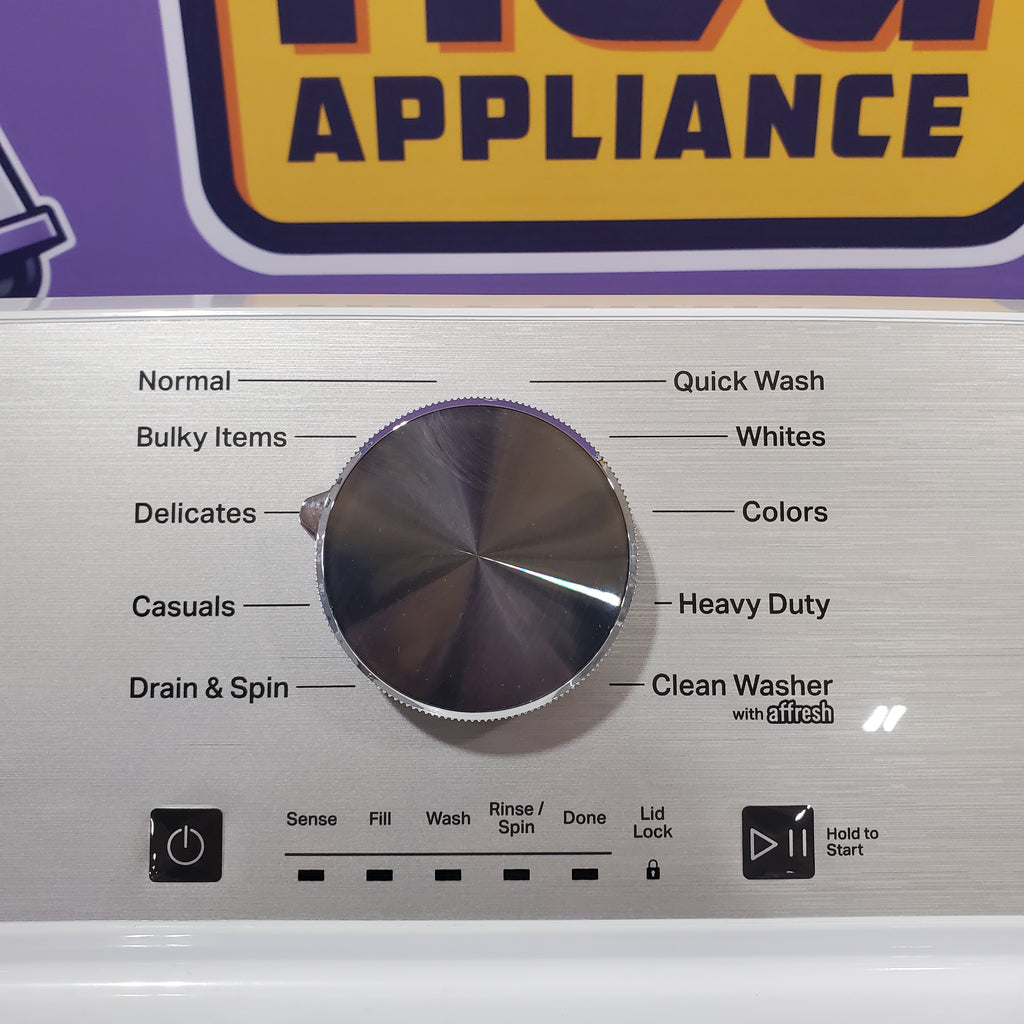 APPLIANCE
Normal
Quick Wash
Bulky Items
Whites
Delicates
Colors
Casuals
Heavy Duty
Drain & Spin
Clean Washer
with affresh
Sense
Fill
Wash
Rinse /
Spin
Done
Lid
Lock
Hold to
Start